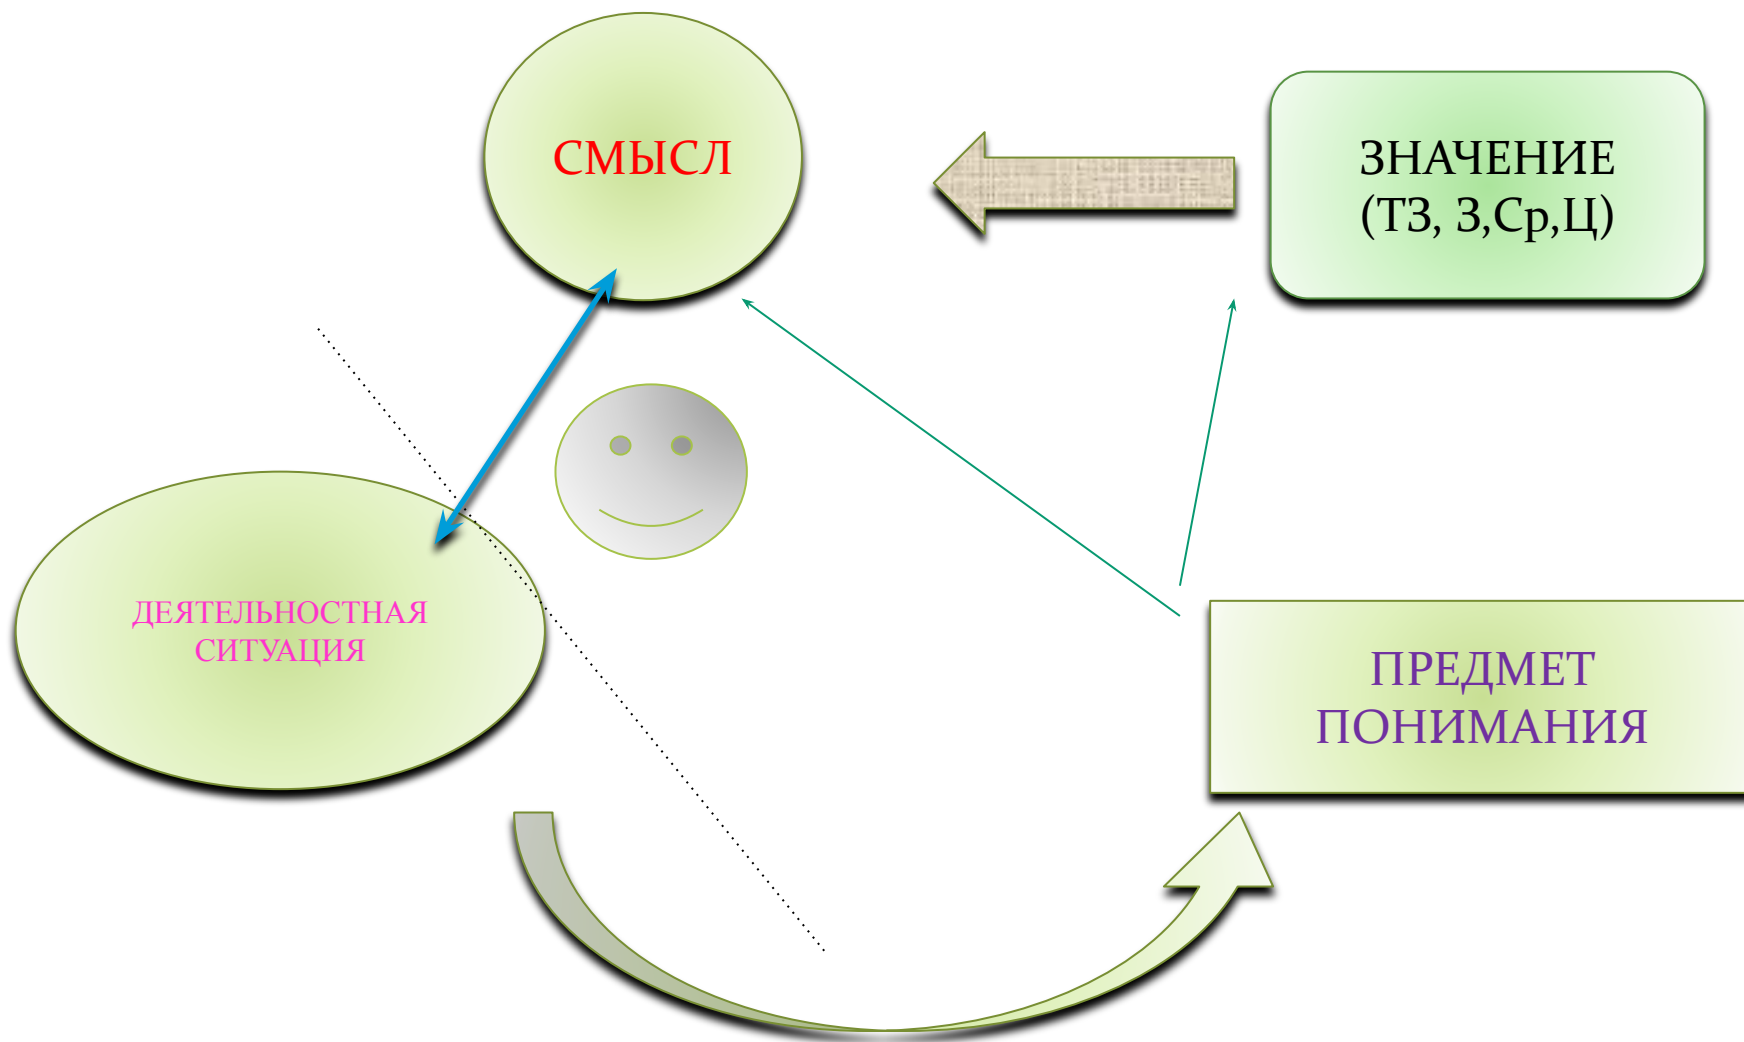 СМЫСЛ
ЗНАЧЕНИЕ
(ТЗ, З,Ср,Ц)
ДЕЯТЕЛЬНОСТНАЯ
СИТУАЦИЯ
ПРЕДМЕТ
ПОНИМАНИЯ